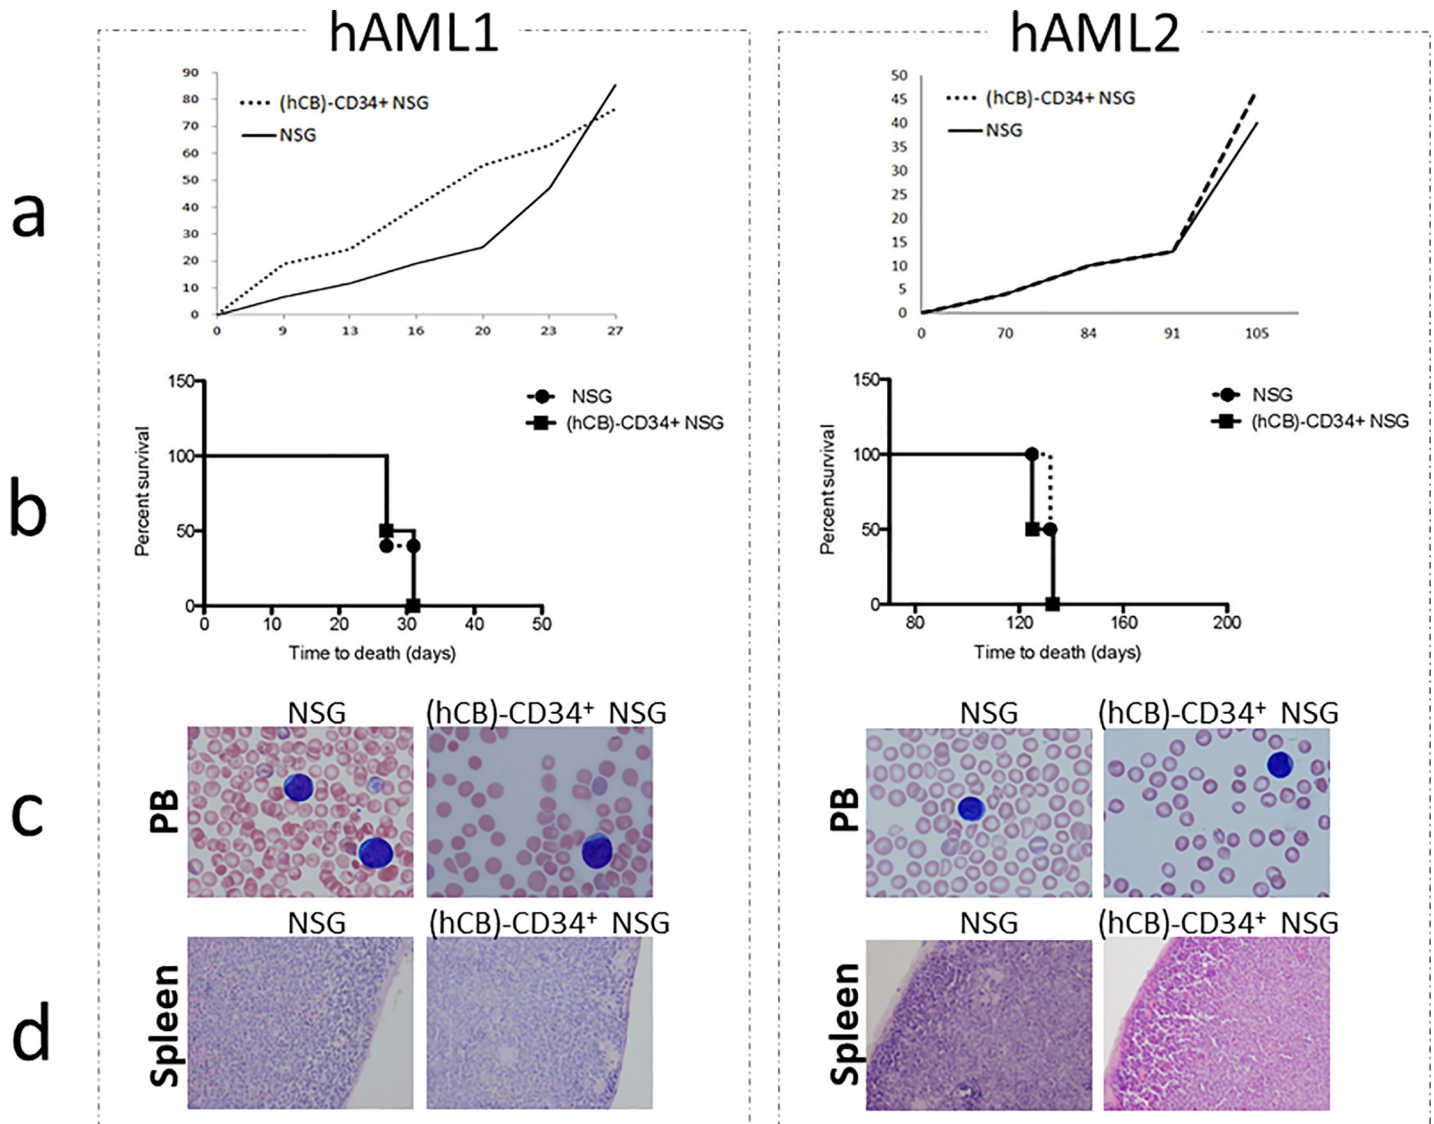 hAML1
hAML2
a
90
80
70
60
50
40
30
20
10
0
(hCB)-CD34+ NSG
NSG
0 9 13 16 20 23 27
50
45
40
35
30
25
20
15
10
5
0
(hCB)-CD34+ NSG
NSG
0 70 84 91 105
b
Percent survival
150
100
50
0
NSG
(hCB)-CD34+ NSG
0 10 20 30 40 50
Time to death (days)
Percent survival
150
100
50
0
NSG
(hCB)-CD34+ NSG
80 120 160 200
Time to death (days)
c
NSG (hCB)-CD34+ NSG
PB
NSG (hCB)-CD34+ NSG
PB
d
NSG (hCB)-CD34+ NSG
Spleen
NSG (hCB)-CD34+ NSG
Spleen